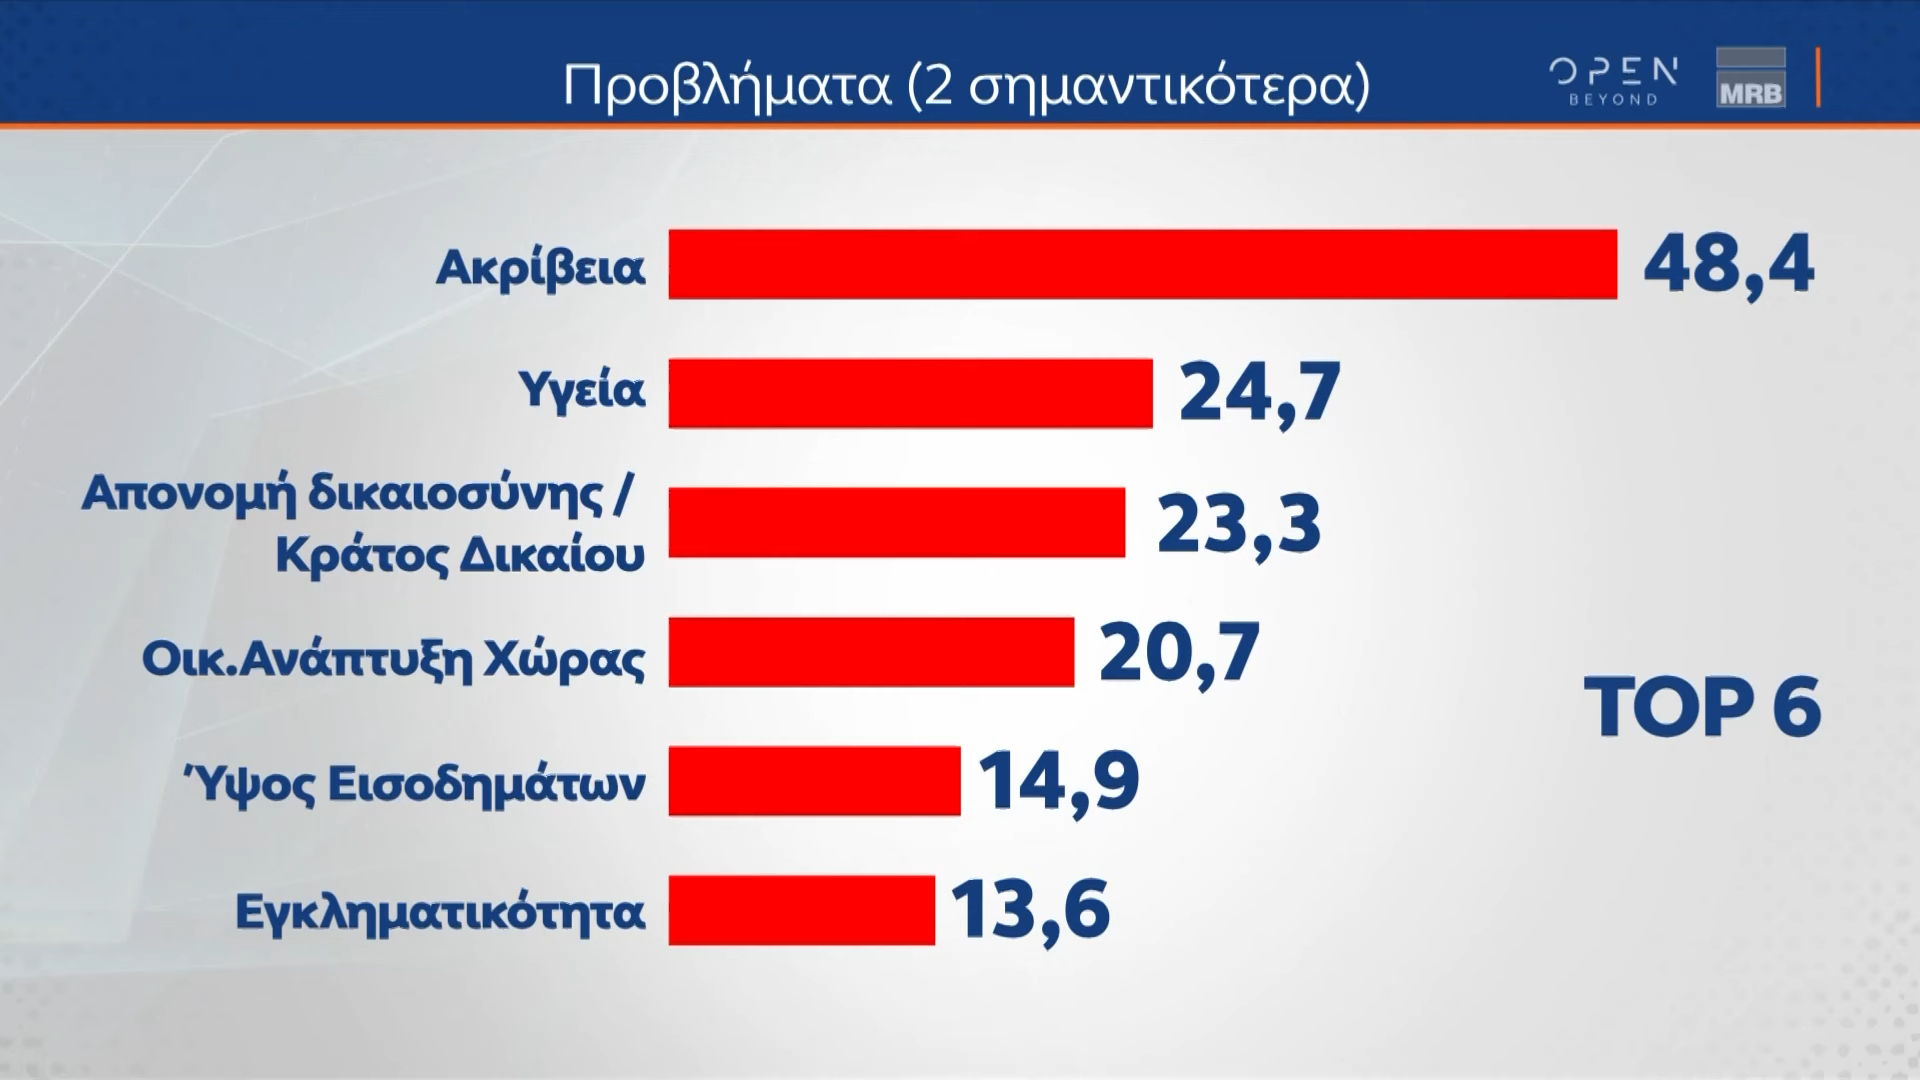 Προβλήματα (2 σημαντικότερα)
OPEN
BEYOND
MRB
Ακρίβεια 48,4
Υγεία 24,7
Απονομή δικαιοσύνης /
Κράτος Δικαίου 23,3
Οικ.Ανάπτυξη Χώρας 20,7
Ύψος Εισοδημάτων 14,9
Εγκληματικότητα 13,6
TOP 6